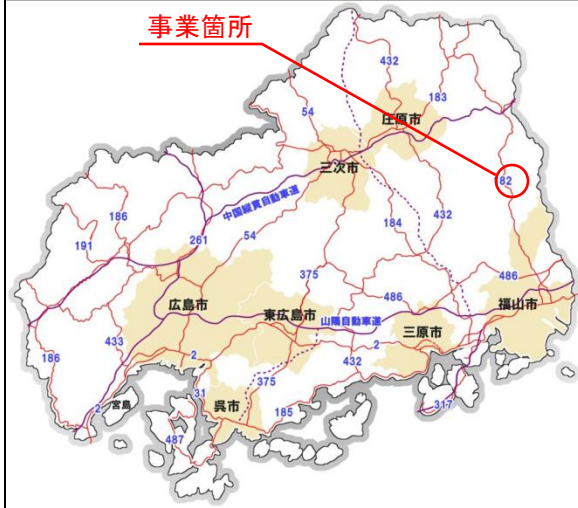 事業箇所
432
183
54
庄原市
三次市
82
中国縦貫自動車道
186
432
191
261
54
184
375
486
広島市
486
福山市
東広島市
山陽自動車道
三原市
433
186
2
2
432
375
31
2
宮島
呉市
185
317
487